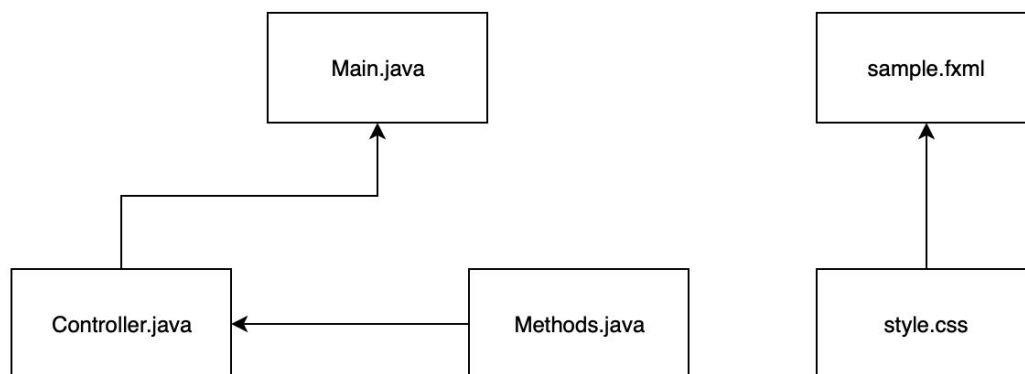 Main.java
sample.fxml
Controller.java
Methods.java
style.css